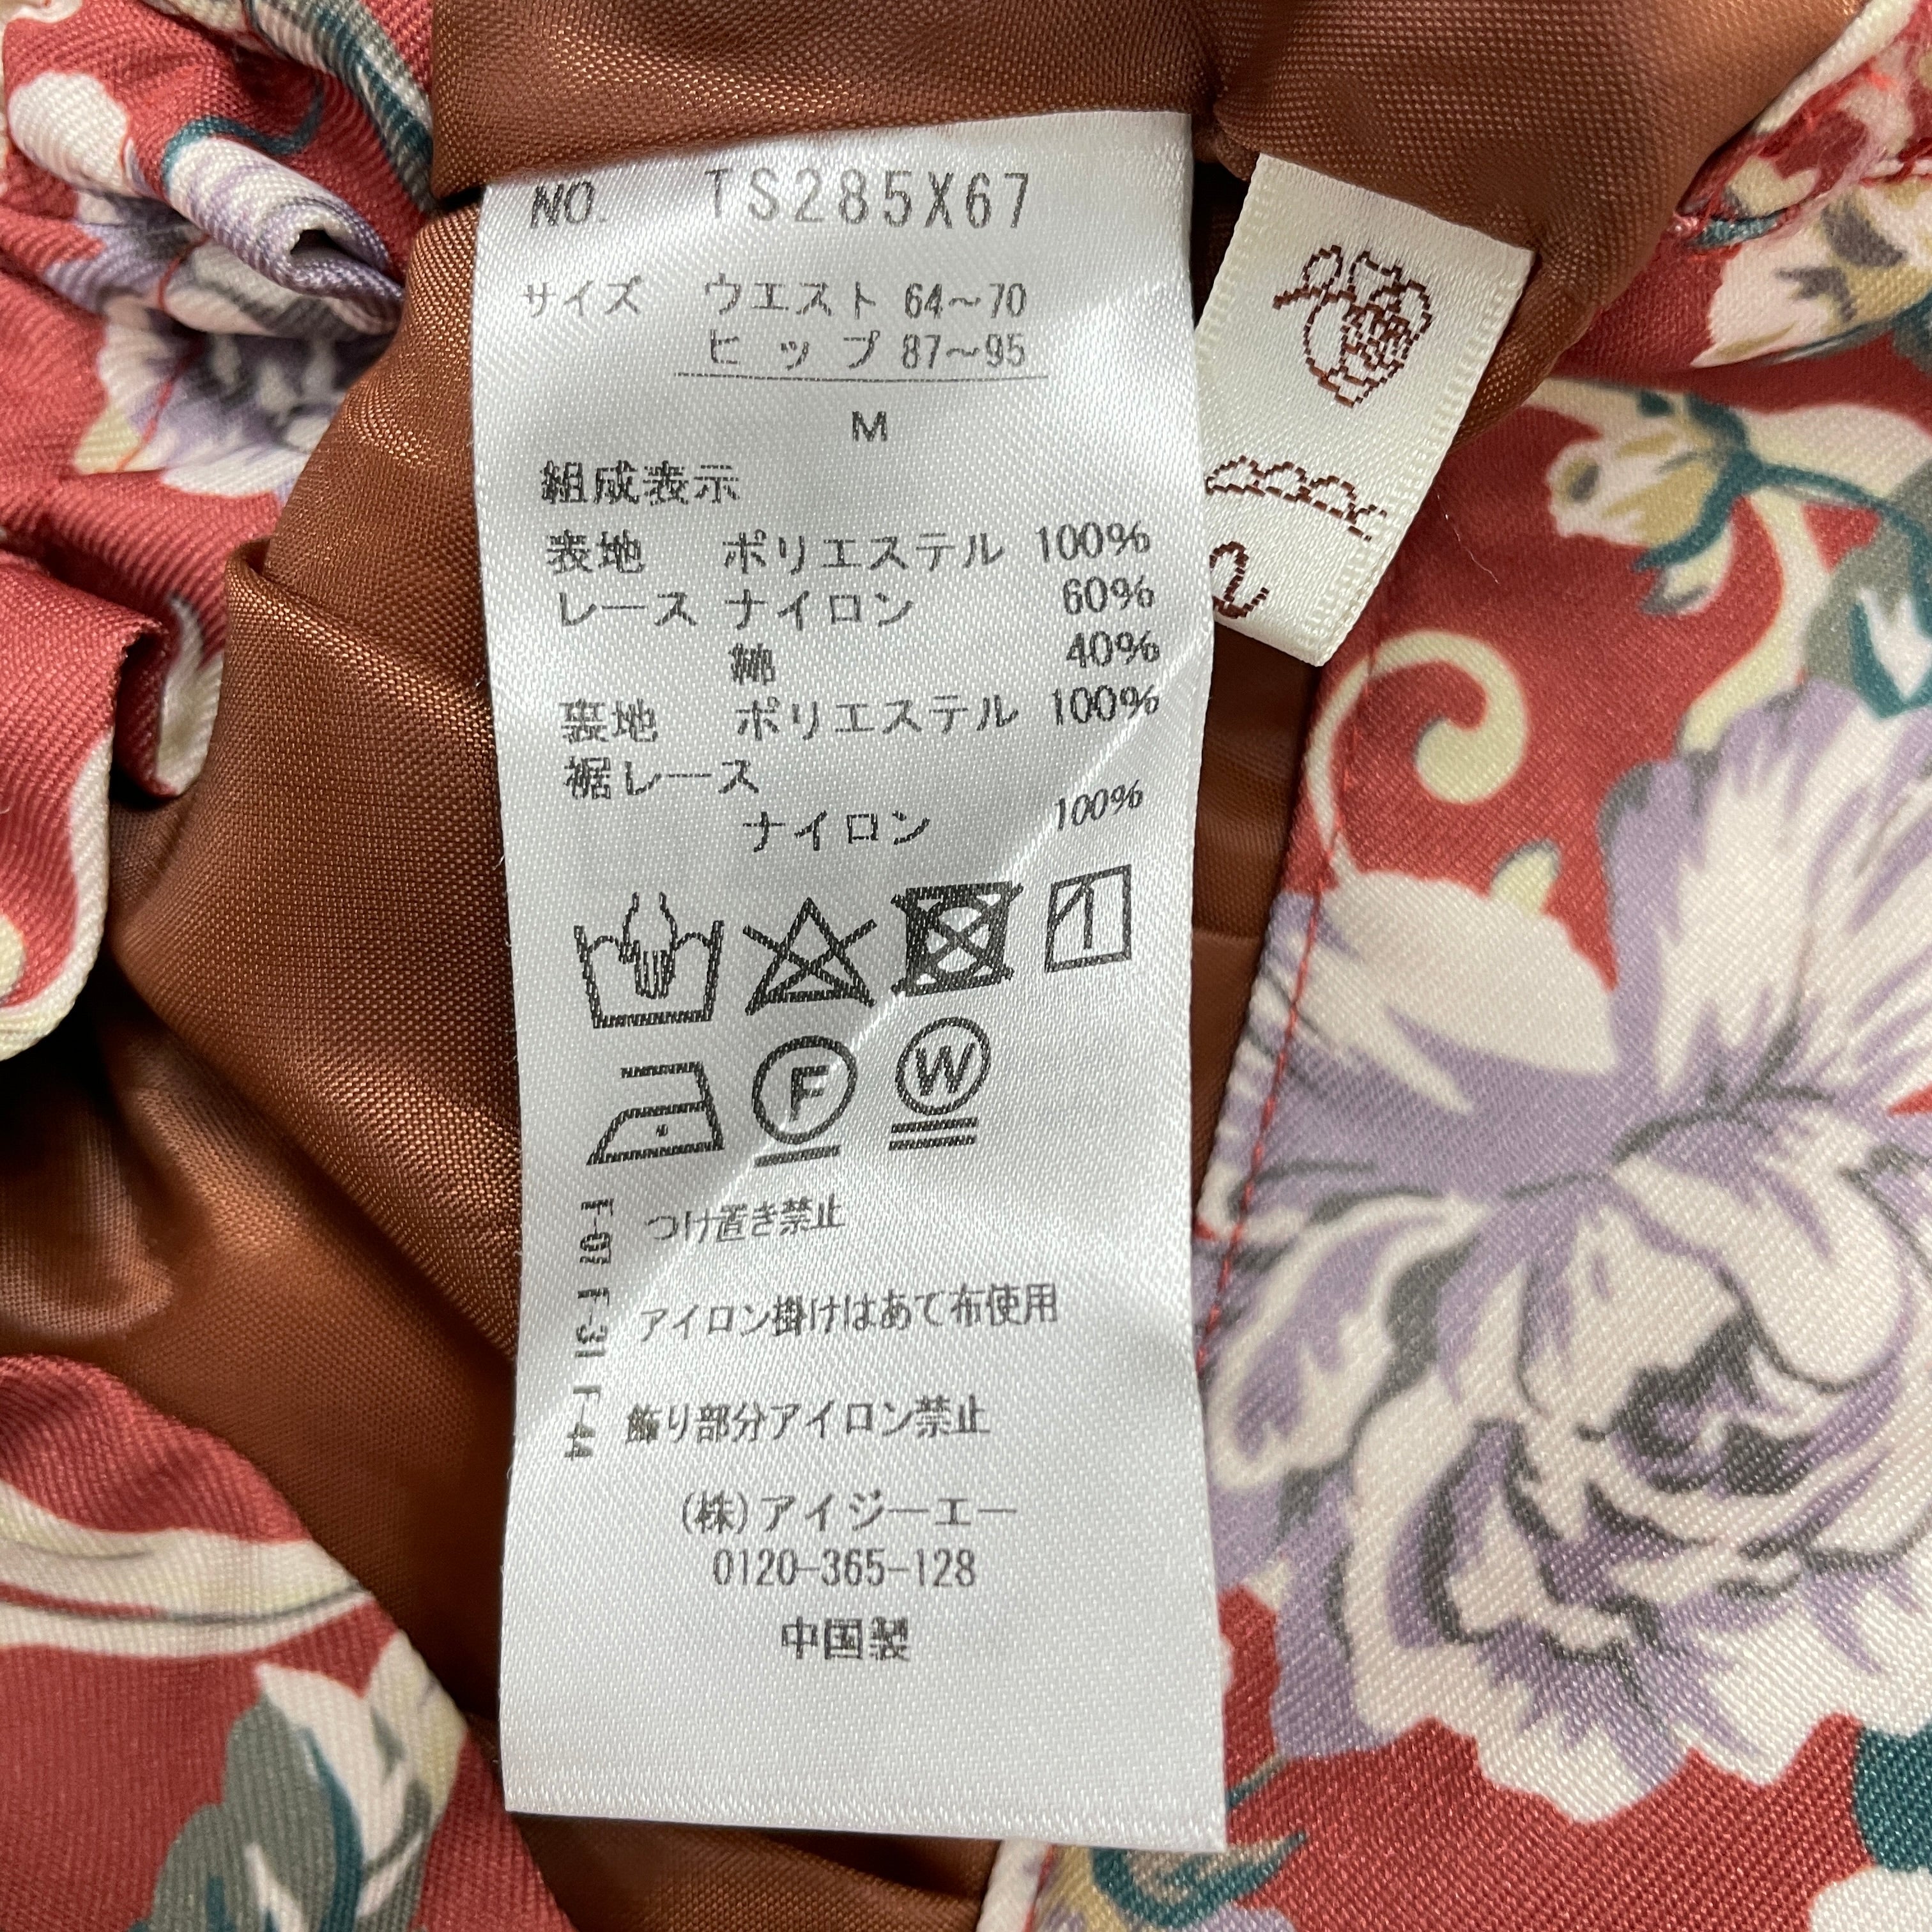 NO. TS285X67
サイズ ウエスト 64〜70
ヒップ 87〜95
M
組成表示
表地 ポリエステル 100%
レース ナイロン 60%
綿 40%
裏地 ポリエステル 100%
裾レース
ナイロン 100%
F
W
つけ置き禁止
アイロン掛けはあて布使用
飾り部分アイロン禁止
F-07 F-31 F-44
(株)アイジーエー
0120-365-128
中国製